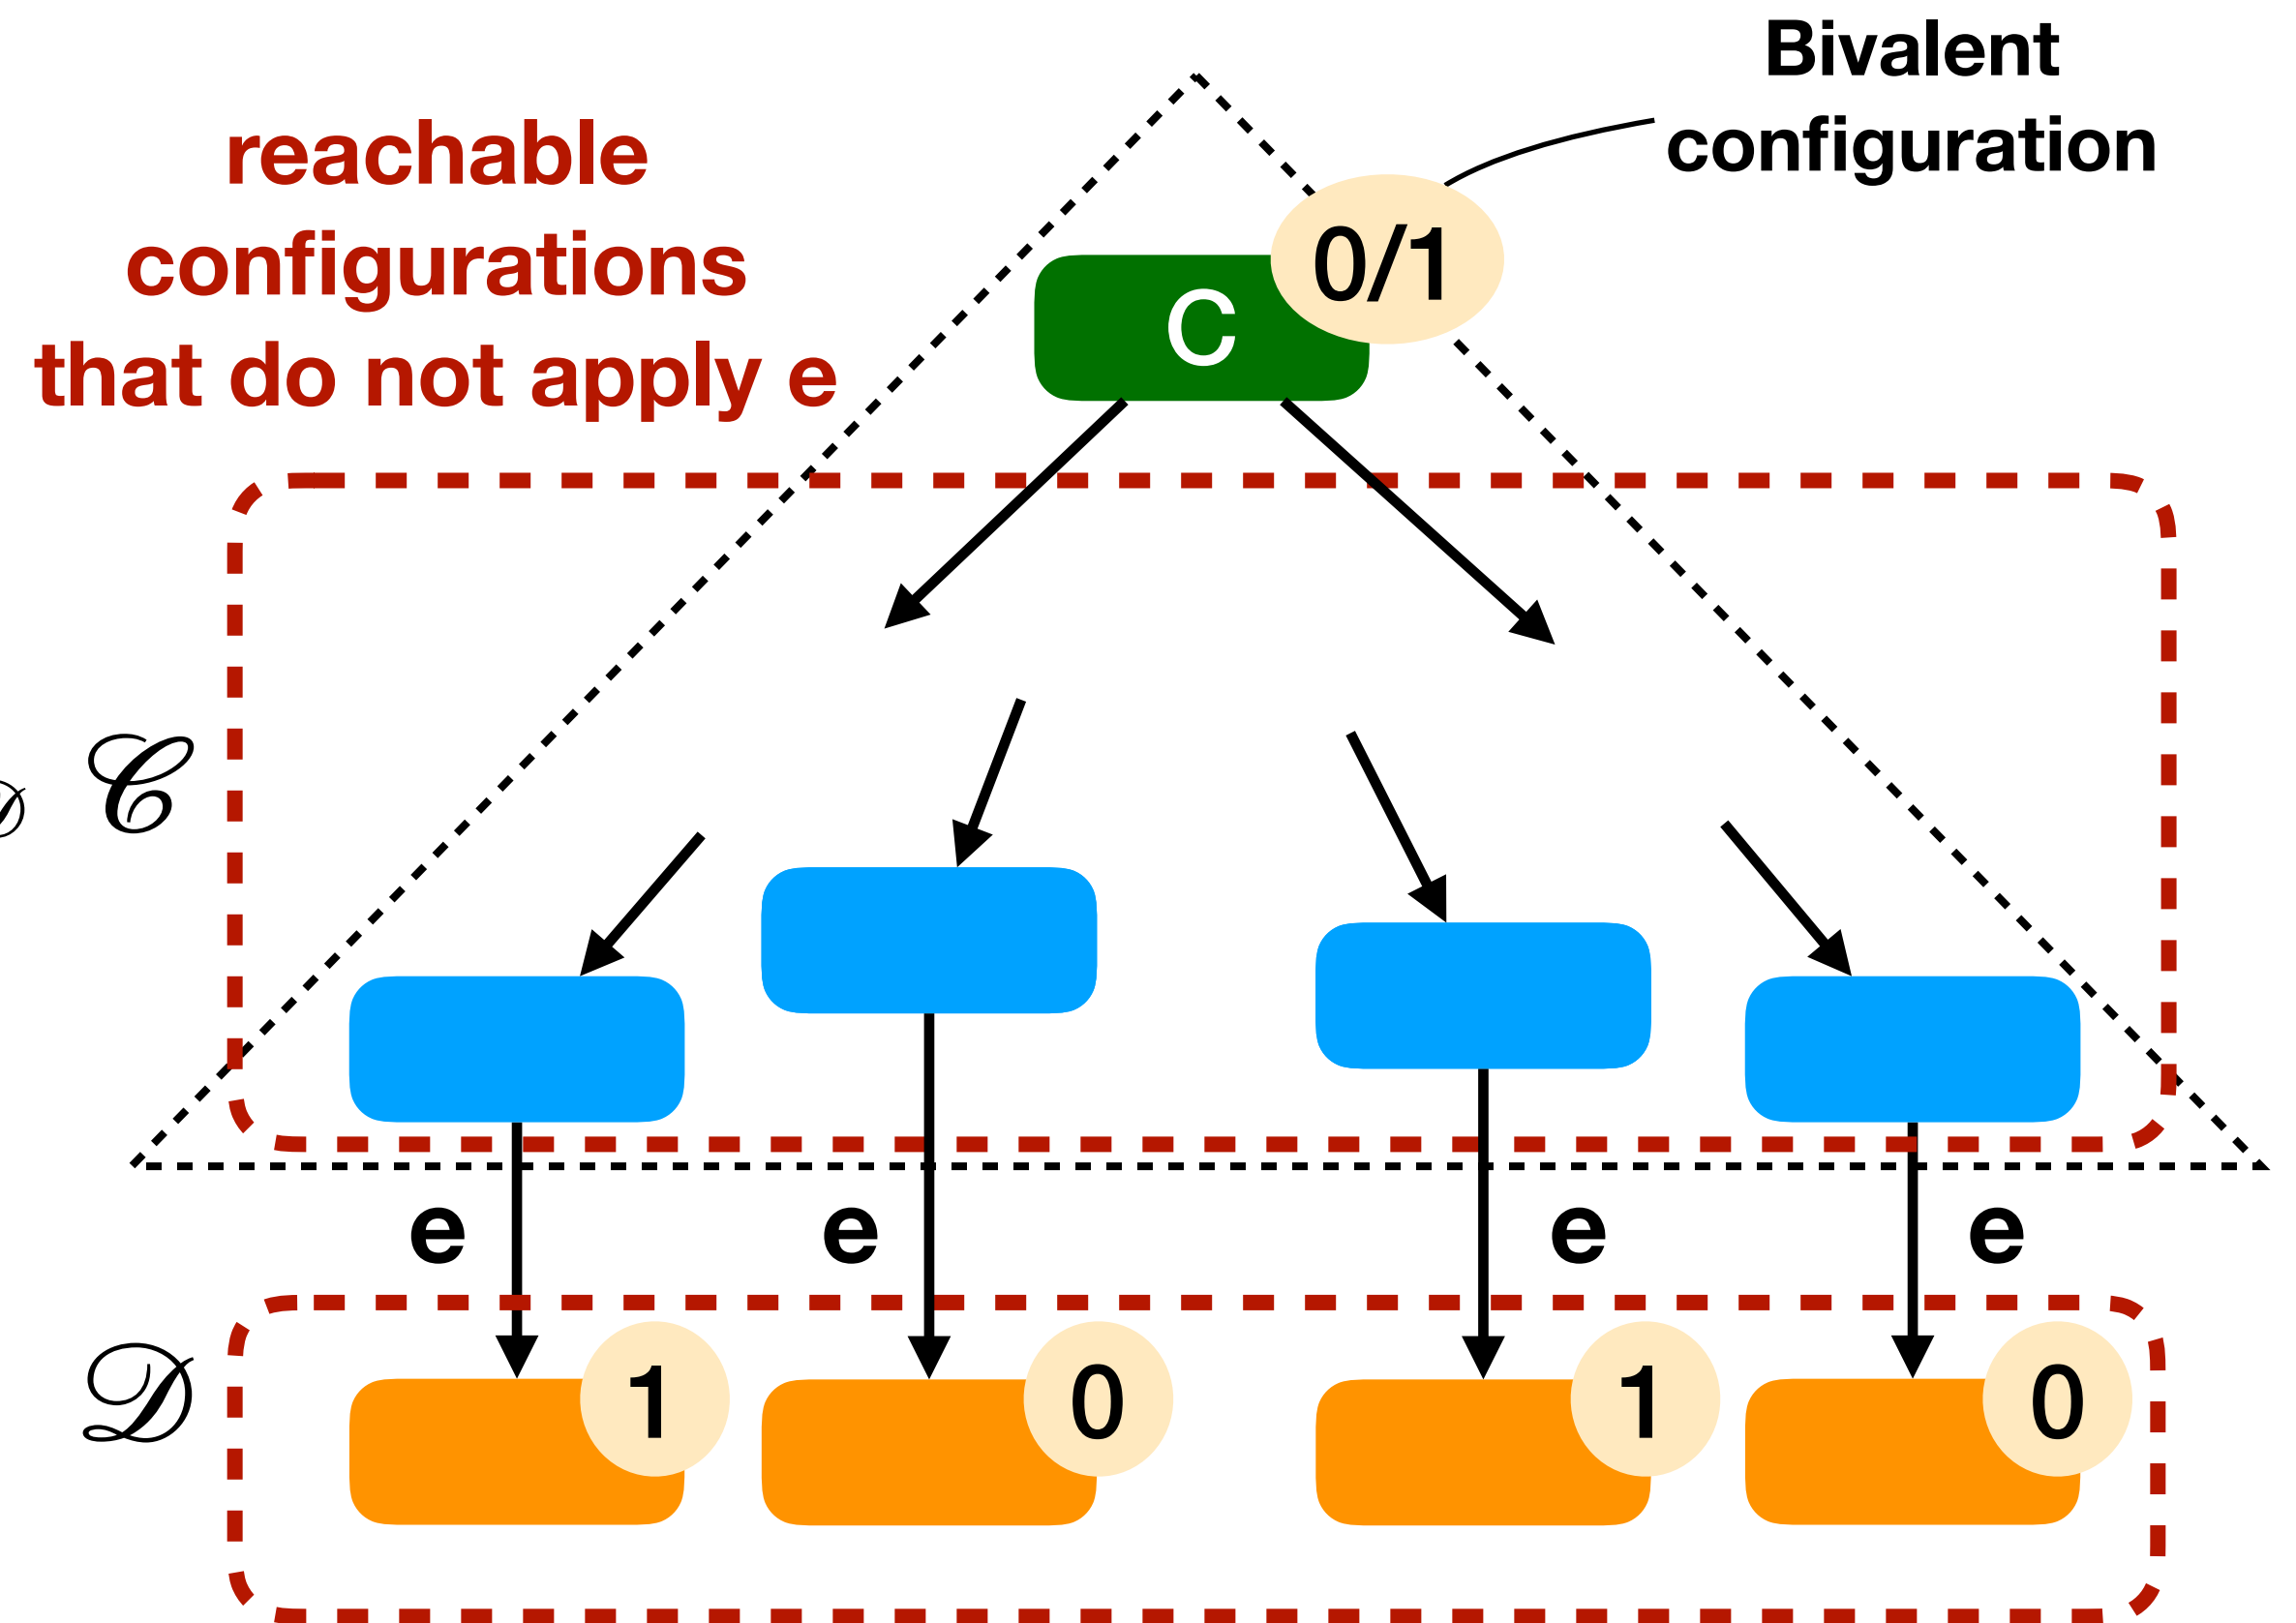 Bivalent
configuration
reachable
configurations
that do not apply e
0/1
C
𝒞
e e e e
𝒟
1 0 1 0